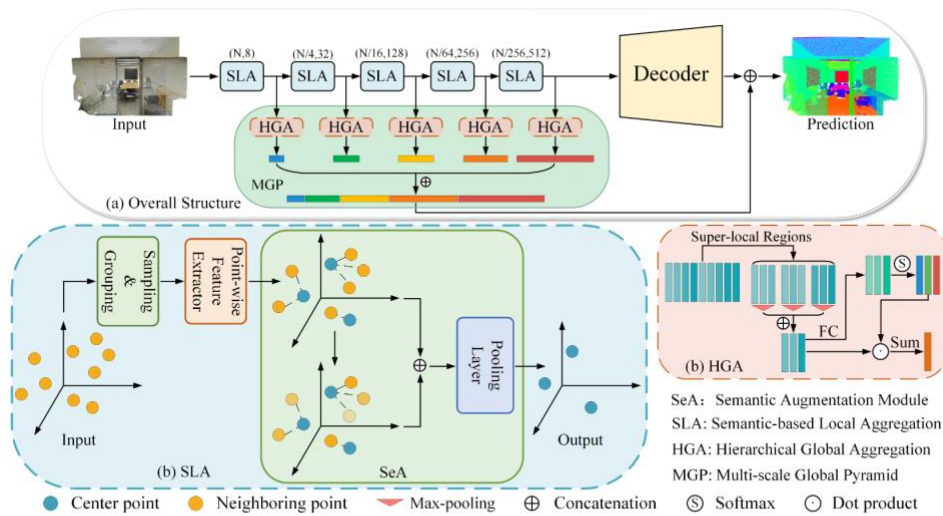 (N,8)
(N/4,32)
(N/16,128)
(N/64,256)
(N/256,512)
SLA
SLA
SLA
SLA
SLA
Decoder
⊕
Input
Prediction
HGA
HGA
HGA
HGA
HGA
MGP
⊕
(a) Overall Structure
Sampling
&
Grouping
Point-wise
Feature
Extractor
⊕
Pooling
Layer
Input
Output
(b) SLA
SeA
Super-local Regions
S
⊕
FC
Sum
(b) HGA
SeA: Semantic Augmentation Module
SLA: Semantic-based Local Aggregation
HGA: Hierarchical Global Aggregation
MGP: Multi-scale Global Pyramid
Center point
Neighboring point
Max-pooling
⊕ Concatenation
Ⓢ Softmax
⊙ Dot product